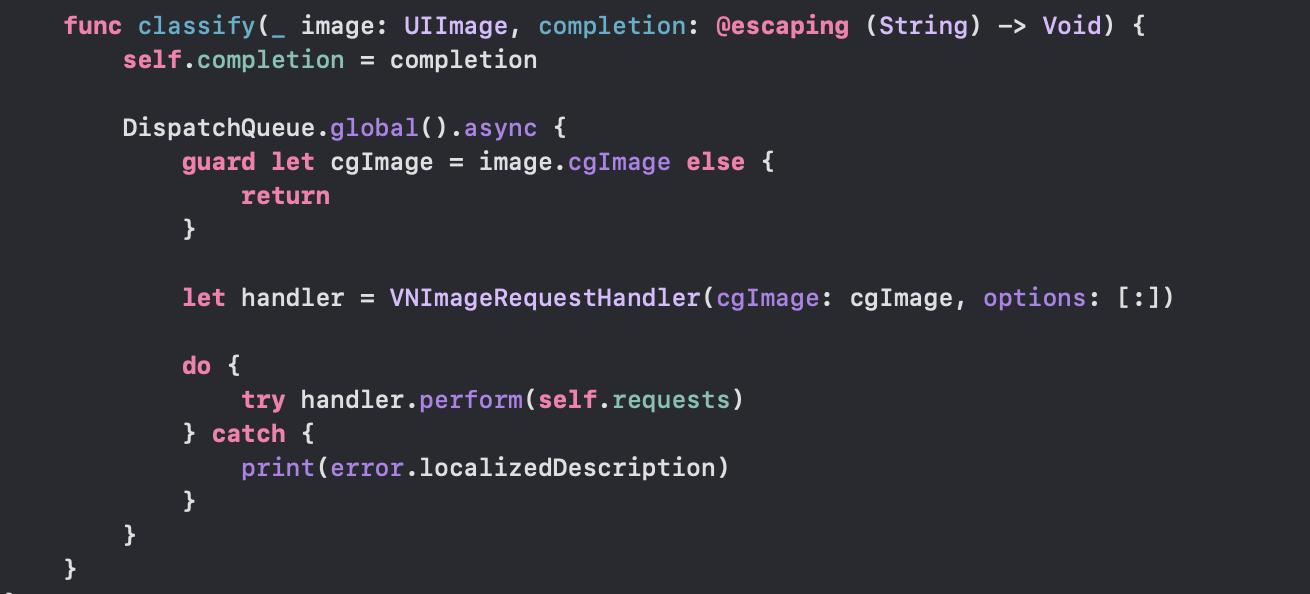 func classify(_ image: UIImage, completion: @escaping (String) -> Void) {
self.completion = completion
DispatchQueue.global().async {
guard let cgImage = image.cgImage else {
return
}
let handler = VNImageRequestHandler(cgImage: cgImage, options: [:])
do {
try handler.perform(self.requests)
} catch {
print(error.localizedDescription)
}
}
}